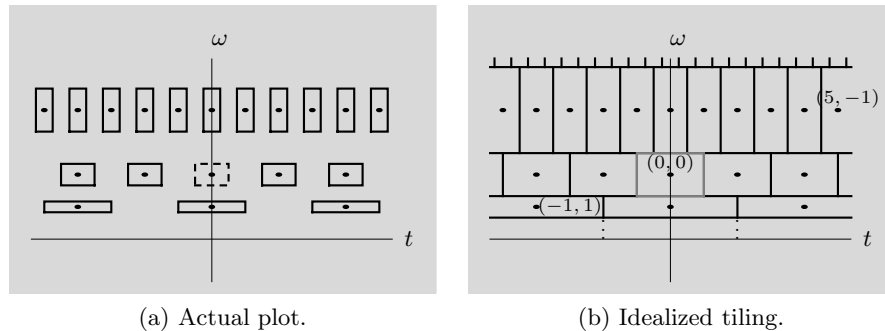 ω
t
(a) Actual plot.
ω
(5, −1)
(0, 0)
(−1, 1)
t
(b) Idealized tiling.